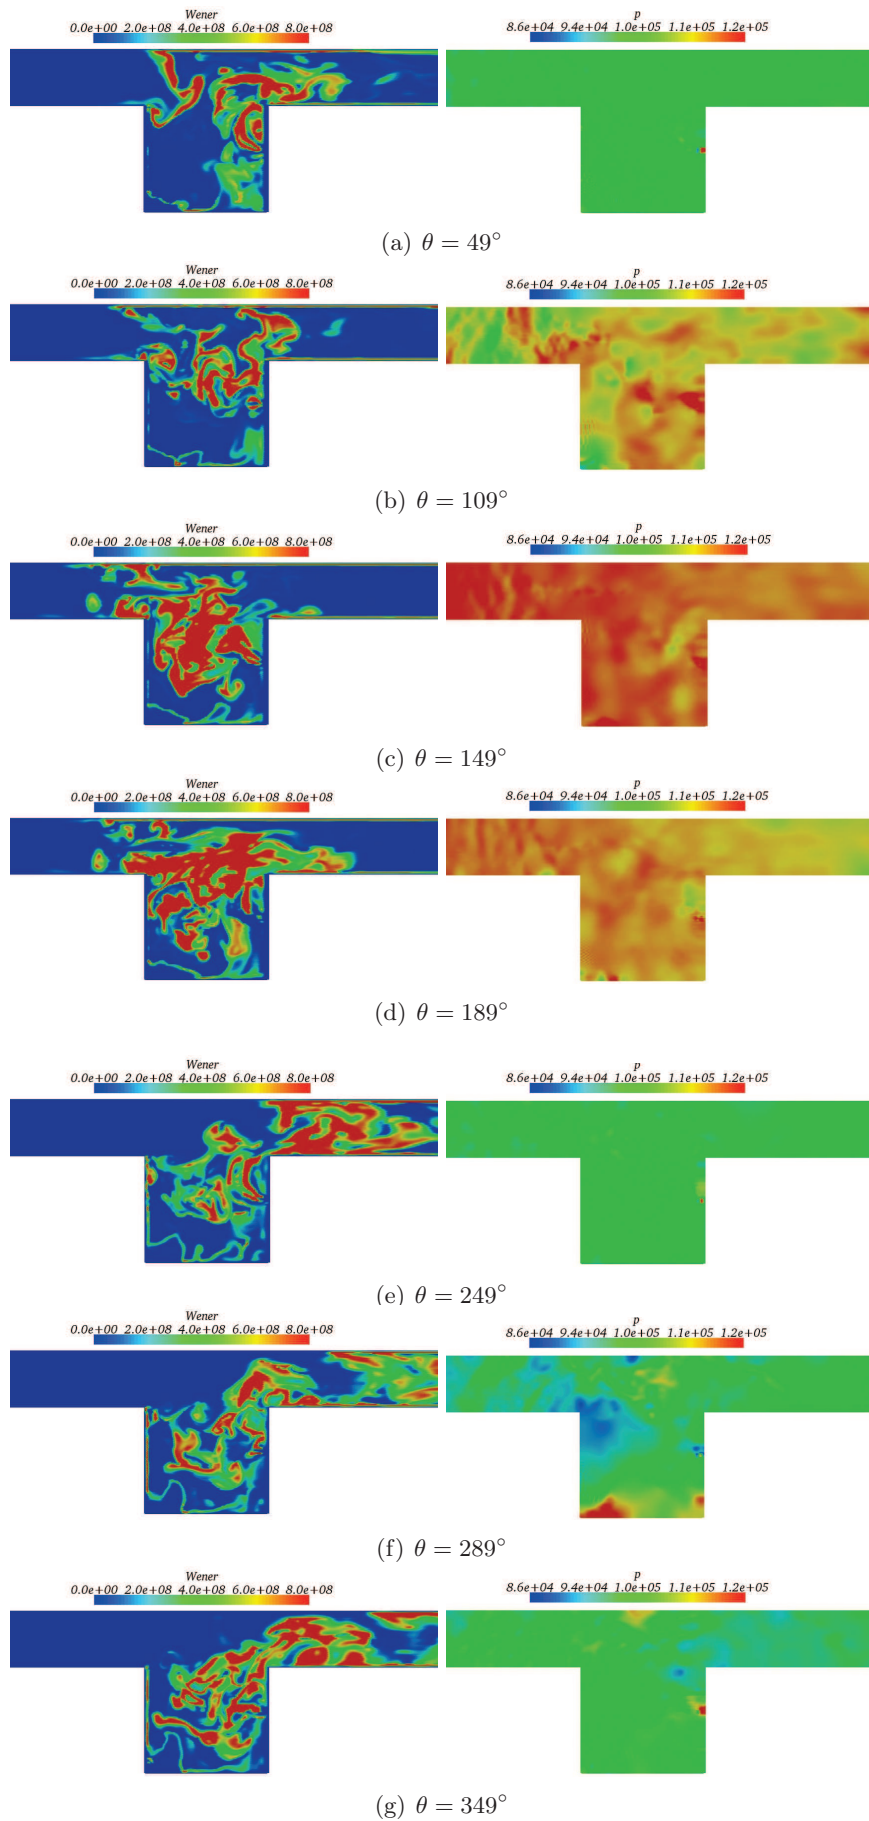 Wener
0.0e+00 2.0e+08 4.0e+08 6.0e+08 8.0e+08
p
8.6e+04 9.4e+04 1.0e+05 1.1e+05 1.2e+05
(a) θ = 49°
Wener
0.0e+00 2.0e+08 4.0e+08 6.0e+08 8.0e+08
p
8.6e+04 9.4e+04 1.0e+05 1.1e+05 1.2e+05
(b) θ = 109°
Wener
0.0e+00 2.0e+08 4.0e+08 6.0e+08 8.0e+08
p
8.6e+04 9.4e+04 1.0e+05 1.1e+05 1.2e+05
(c) θ = 149°
Wener
0.0e+00 2.0e+08 4.0e+08 6.0e+08 8.0e+08
p
8.6e+04 9.4e+04 1.0e+05 1.1e+05 1.2e+05
(d) θ = 189°
Wener
0.0e+00 2.0e+08 4.0e+08 6.0e+08 8.0e+08
p
8.6e+04 9.4e+04 1.0e+05 1.1e+05 1.2e+05
(e) θ = 249°
Wener
0.0e+00 2.0e+08 4.0e+08 6.0e+08 8.0e+08
p
8.6e+04 9.4e+04 1.0e+05 1.1e+05 1.2e+05
(f) θ = 289°
Wener
0.0e+00 2.0e+08 4.0e+08 6.0e+08 8.0e+08
p
8.6e+04 9.4e+04 1.0e+05 1.1e+05 1.2e+05
(g) θ = 349°